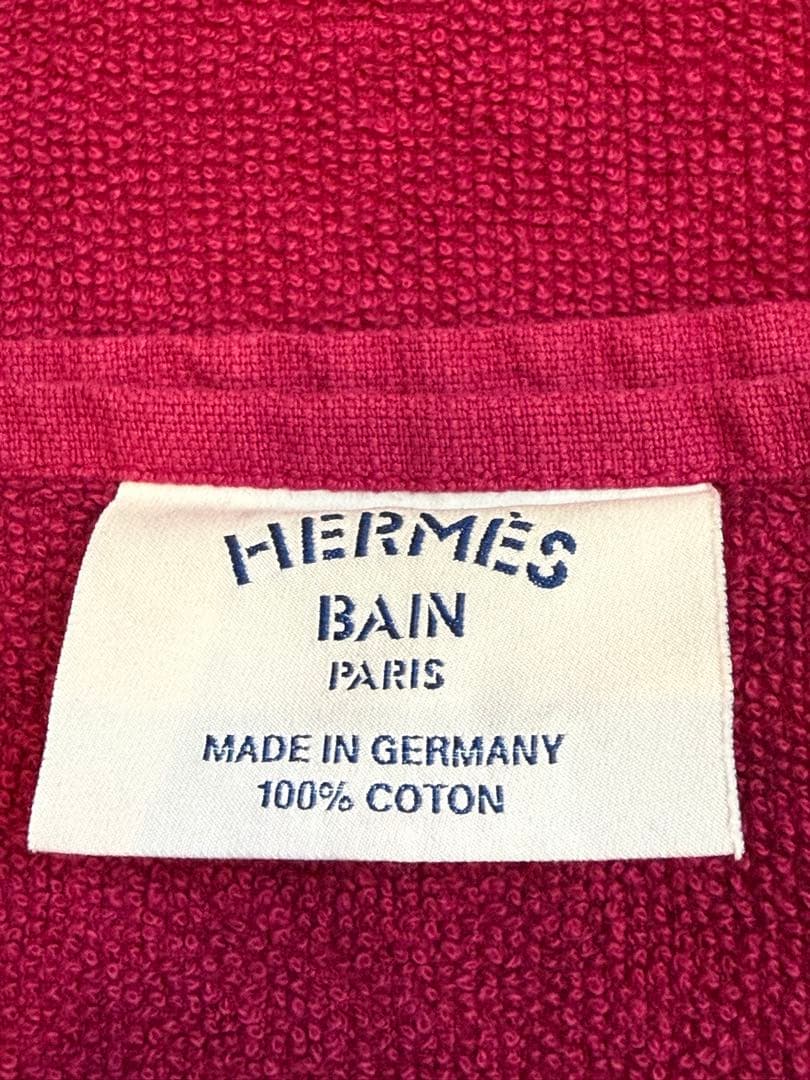 HERMÈS
BAIN
PARIS
MADE IN GERMANY
100% COTON